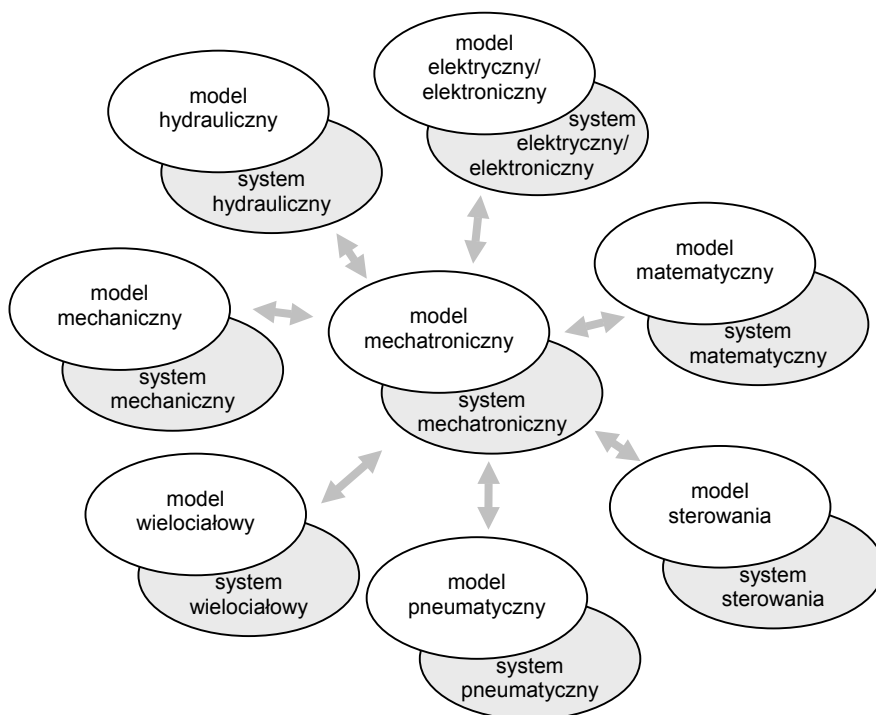 model
elektryczny/
elektroniczny
system
elektryczny/
elektroniczny
model
hydrauliczny
system
hydrauliczny
model
matematyczny
system
matematyczny
model
mechaniczny
system
mechaniczny
model
mechatroniczny
system
mechatroniczny
model
wielociałowy
system
wielociałowy
model
sterowania
system
sterowania
model
pneumatyczny
system
pneumatyczny